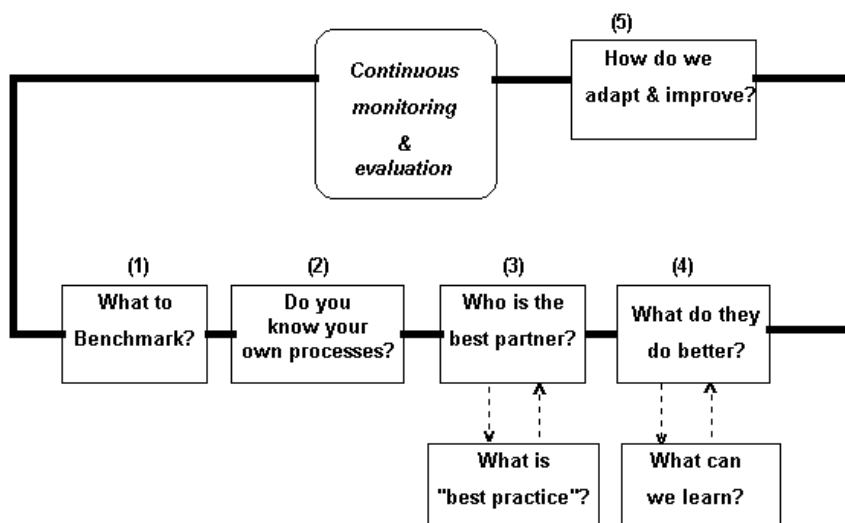 (5)
How do we
adapt & improve?
Continuous
monitoring
&
evaluation
(1)
What to
Benchmark?
(2)
Do you
know your
own processes?
(3)
Who is the
best partner?
(4)
What do they
do better?
What is
"best practice"?
What can
we learn?